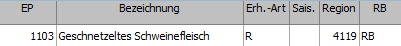 EP Bezeichnung Erh.-Art Sais. Region RB
1103 Geschnetzeltes Schweinefleisch R 4119 RB